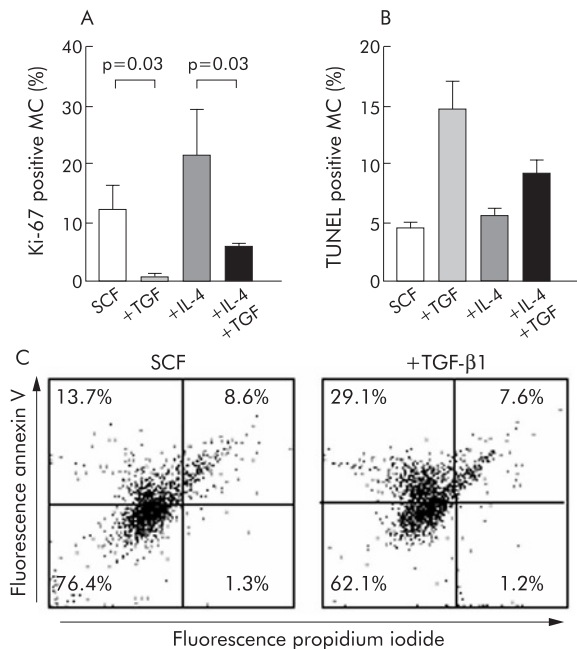 A
Ki-67 positive MC (%)
40
30
20
10
0
p=0.03
p=0.03
SCF
+TGF
+IL-4
+IL-4
+TGF
B
TUNEL positive MC (%)
20
15
10
5
0
SCF
+TGF
+IL-4
+IL-4
+TGF
C
SCF
+TGF-β1
Fluorescence annexin V
13.7%
8.6%
76.4%
1.3%
29.1%
7.6%
62.1%
1.2%
Fluorescence propidium iodide